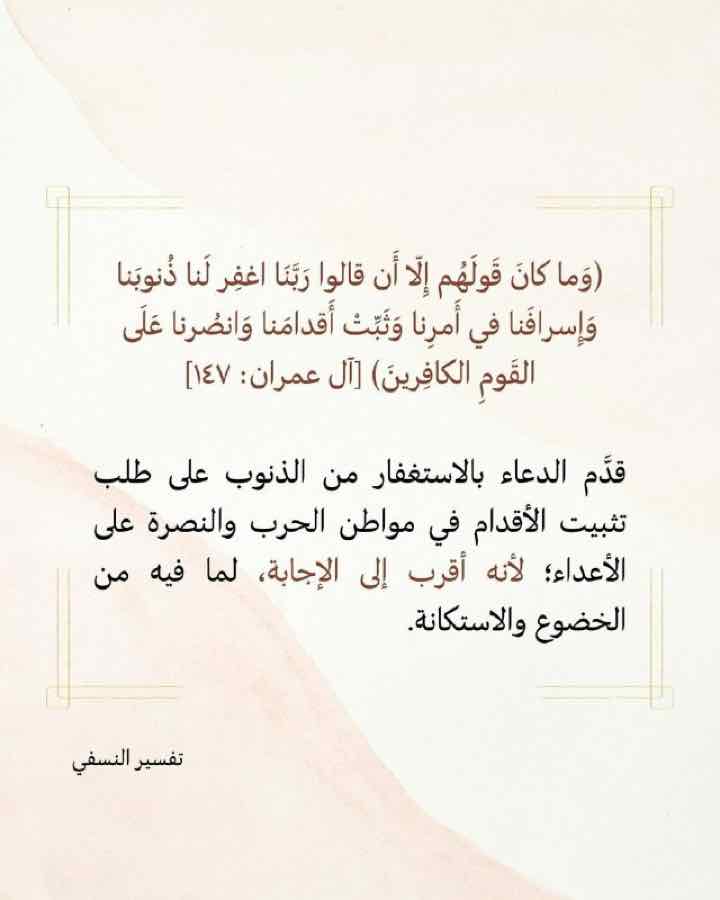 ﴿وَما كانَ قَولَهُم إِلّا أَن قالوا رَبَّنَا اغفِر لَنا ذُنوبَنا
وَإِسرافَنا في أَمرِنا وَثَبِّتْ أَقدامَنا وَانصُرنا عَلَى
القَومِ الكافِرينَ﴾ [آل عمران: ١٤٧]
قدَّم الدعاء بالاستغفار من الذنوب على طلب
تثبيت الأقدام في مواطن الحرب والنصرة على
الأعداء؛ لأنه أقرب إلى الإجابة، لما فيه من
الخضوع والاستكانة.
تفسير النسفي